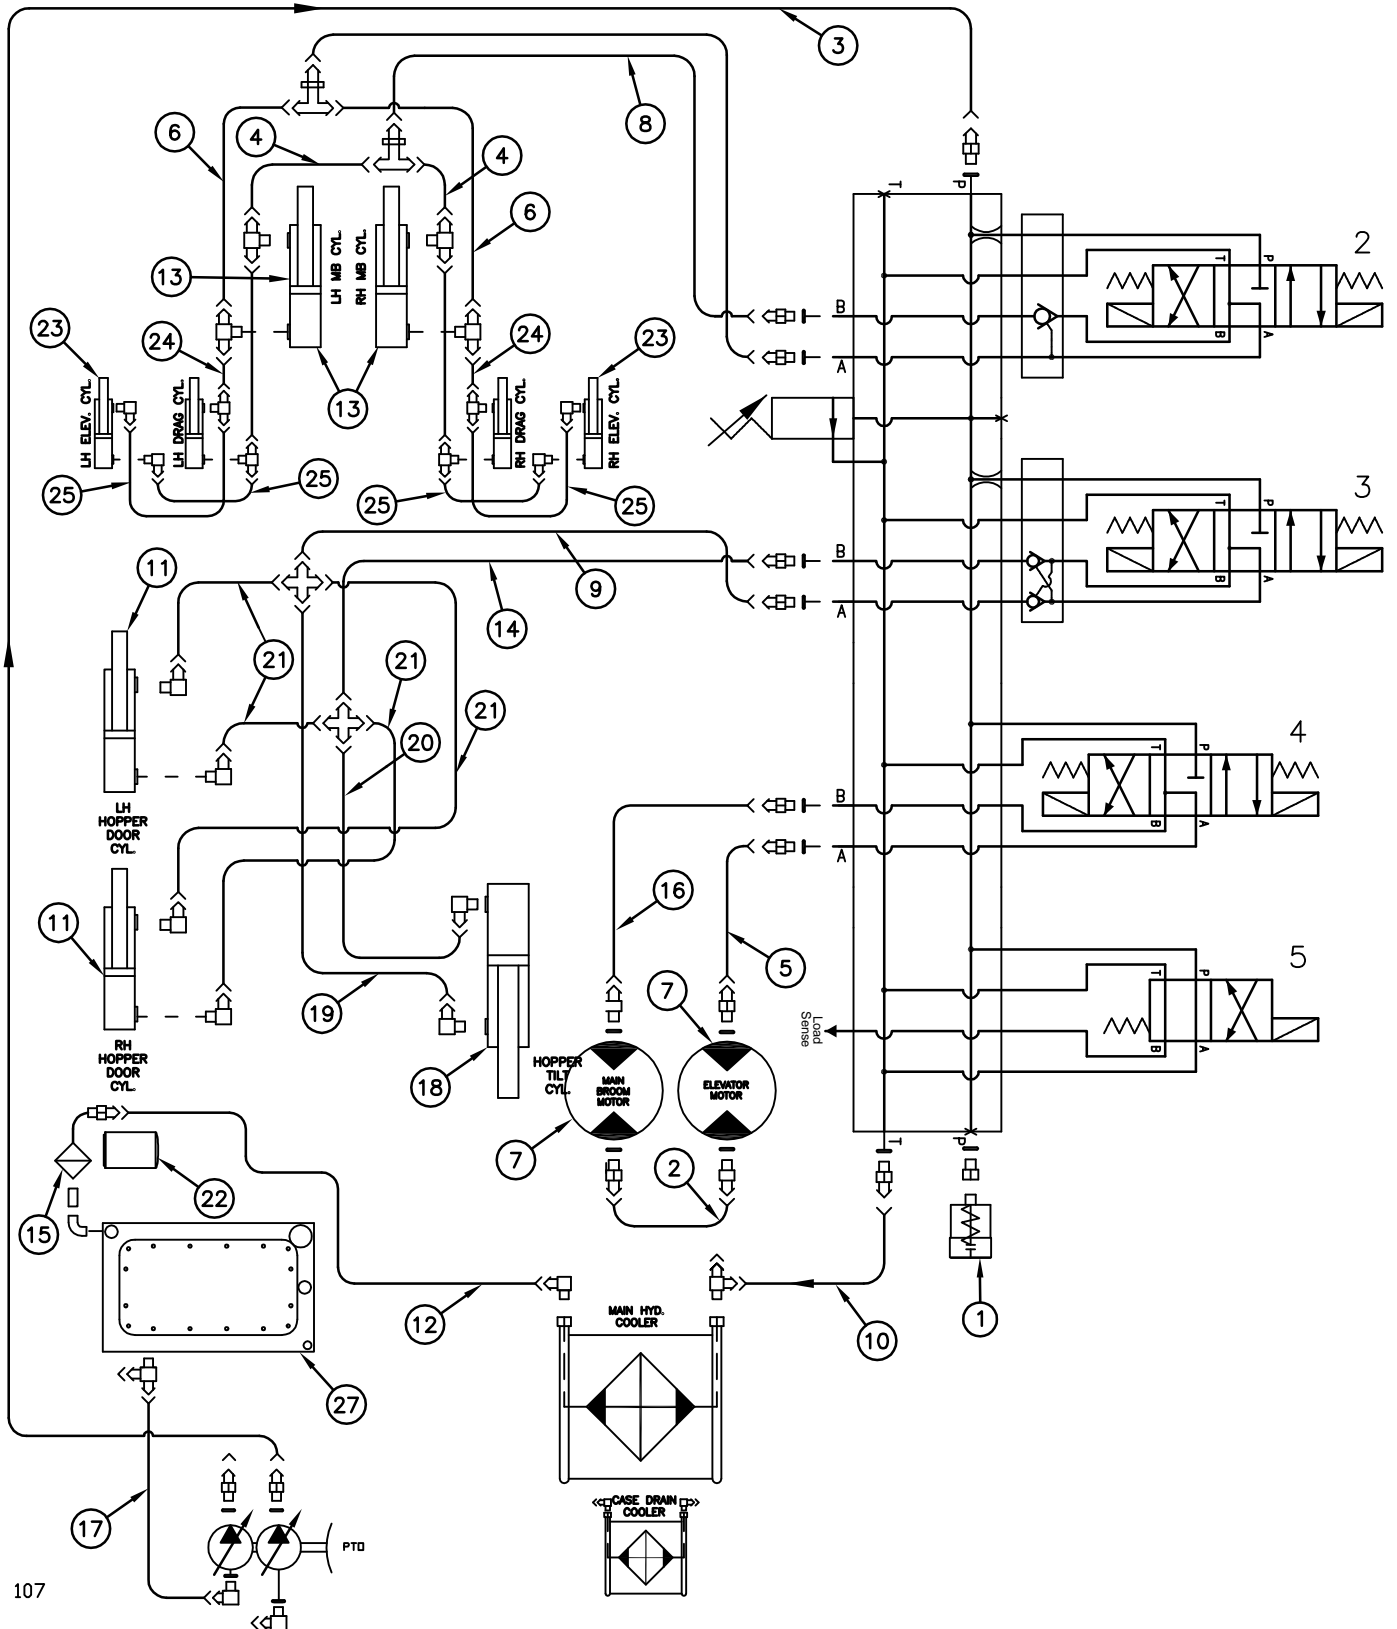 3
8
6
4
4
6
T
P
2
T
P
B
A
13
LH MB CYL.
RH MB CYL.
B
A
23
24
24
23
13
LH ELEV. CYL.
LH DRAG CYL.
RH DRAG CYL.
RH ELEV. CYL.
25
25
25
25
3
T
P
B
A
B
A
11
9
14
21
21
21
20
4
T
P
B
A
B
A
LH
HOPPER
DOOR
CYL.
16
5
11
19
7
5
T
P
B
A
Load
Sense
RH
HOPPER
DOOR
CYL.
18
HOPPER
TILT
CYL.
MAIN
BROOM
MOTOR
ELEVATOR
MOTOR
7
2
T
P
15
22
12
MAIN HYD.
COOLER
10
1
27
17
CASE DRAIN
COOLER
PTO
107